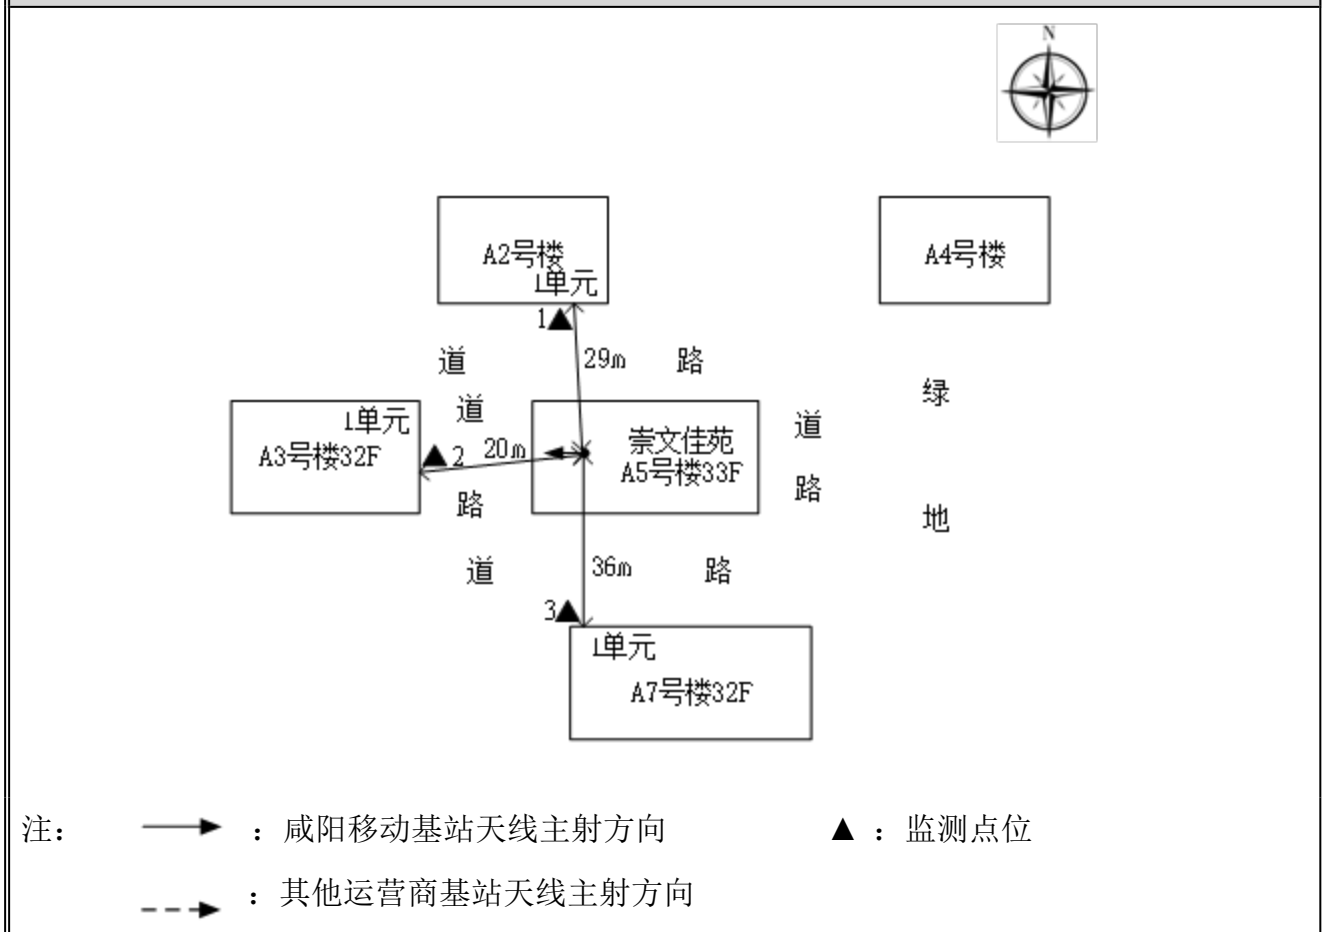 N
A2号楼
1单元
A4号楼
1▲
道
29m
路
绿
1单元
A3号楼32F
道
▲2
20m
路
崇文佳苑
A5号楼33F
道
路
地
道
36m
路
3▲
1单元
A7号楼32F
注： ：咸阳移动基站天线主射方向 ▲：监测点位
：其他运营商基站天线主射方向